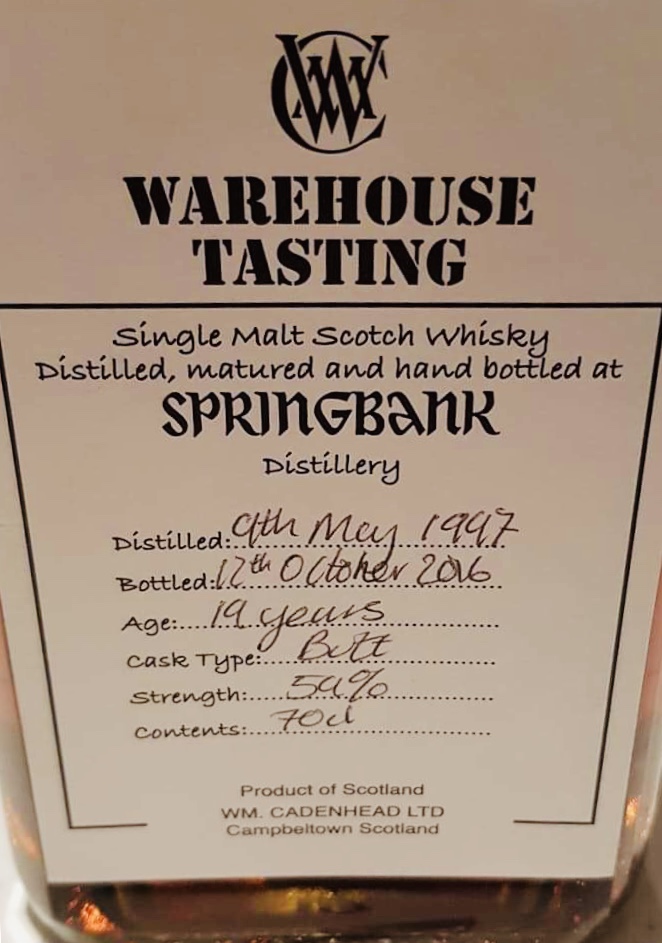 WC
WAREHOUSE
TASTING
Single Malt Scotch Whisky
Distilled, matured and hand bottled at
SPRINGBANK
Distillery
Distilled: 9th May 1997
Bottled: 12th October 2016
Age: 19 years
Cask Type: Butt
Strength:
Contents: 70cl
Product of Scotland
WM. CADENHEAD LTD
Campbeltown Scotland